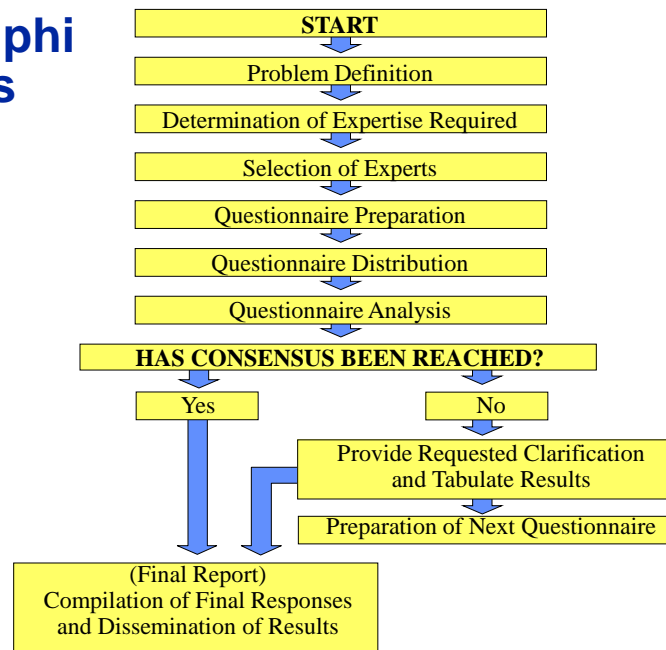 phi
s
START
Problem Definition
Determination of Expertise Required
Selection of Experts
Questionnaire Preparation
Questionnaire Distribution
Questionnaire Analysis
HAS CONSENSUS BEEN REACHED?
Yes
No
Provide Requested Clarification
and Tabulate Results
Preparation of Next Questionnaire
(Final Report)
Compilation of Final Responses
and Dissemination of Results